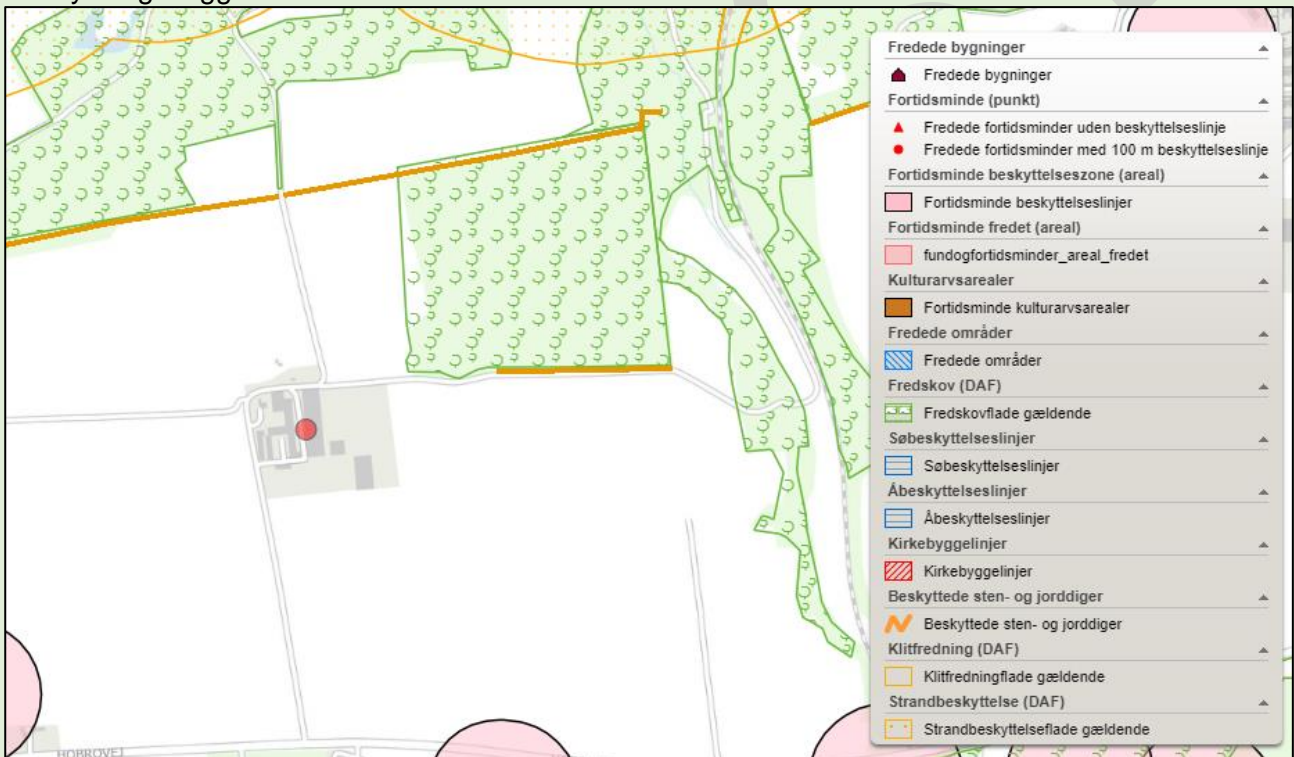 Fredede bygninger
Fredede bygninger
Fortidsminde (punkt)
Fredede fortidsminder uden beskyttelseslinje
Fredede fortidsminder med 100 m beskyttelseslinje
Fortidsminde beskyttelseszone (areal)
Fortidsminde beskyttelseslinjer
Fortidsminde fredet (areal)
fundogfortidsminder_areal_fredet
Kulturarvsarealer
Fortidsminde kulturarvsarealer
Fredede områder
Fredede områder
Fredskov (DAF)
Fredskovflade gældende
Søbeskyttelseslinjer
Søbeskyttelseslinjer
Åbeskyttelseslinjer
Åbeskyttelseslinjer
Kirkebyggelinjer
Kirkebyggelinjer
Beskyttede sten- og jorddiger
Beskyttede sten- og jorddiger
Klitfredning (DAF)
Klitfredningflade gældende
Strandbeskyttelse (DAF)
Strandbeskyttelseflade gældende
HOBROVEJ